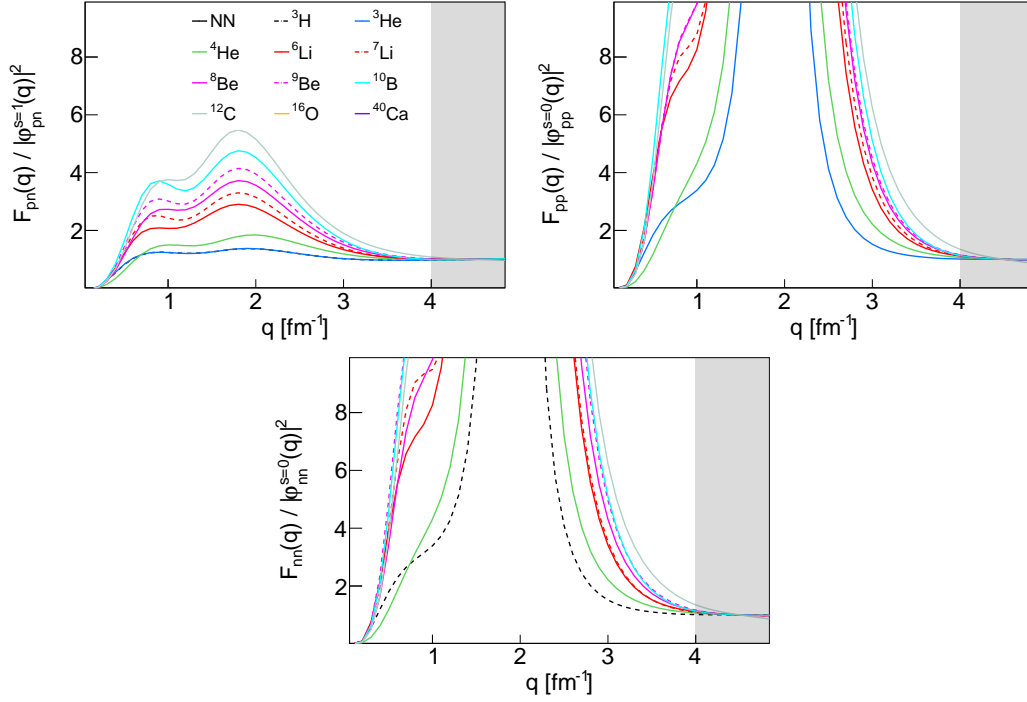 NN ³H ³He
⁴He ⁶Li ⁷Li
⁸Be ⁹Be ¹⁰B
¹²C ¹⁶O ⁴⁰Ca
F_pn(q) / |φ_pn^{s=1}(q)|²
8
6
4
2
1 2 3 4
q [fm⁻¹]
F_pp(q) / |φ_pp^{s=0}(q)|²
8
6
4
2
1 2 3 4
q [fm⁻¹]
F_nn(q) / |φ_nn^{s=0}(q)|²
8
6
4
2
1 2 3 4
q [fm⁻¹]